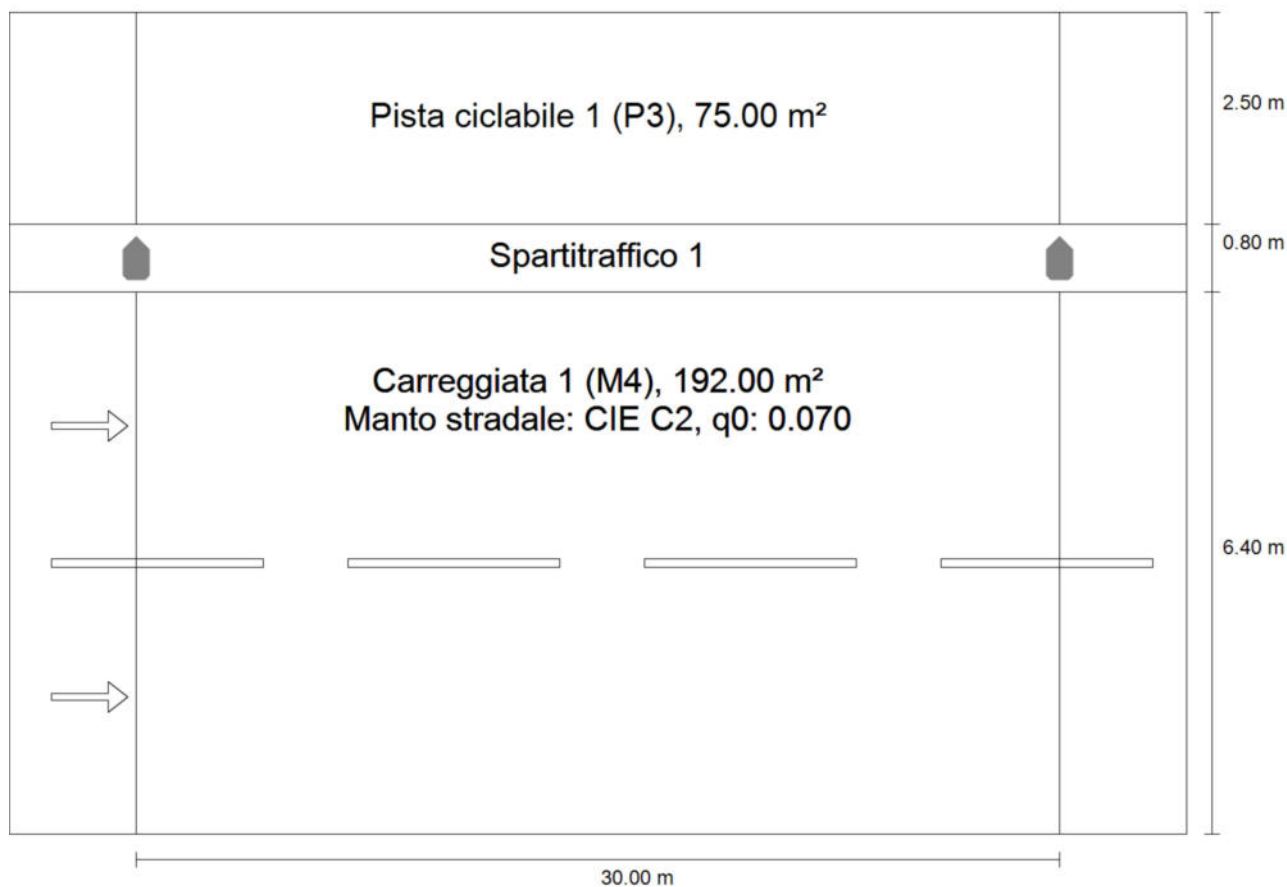 Pista ciclabile 1 (P3), 75.00 m²
2.50 m
Spartitraffico 1
0.80 m
Carreggiata 1 (M4), 192.00 m²
Manto stradale: CIE C2, q0: 0.070
6.40 m
30.00 m